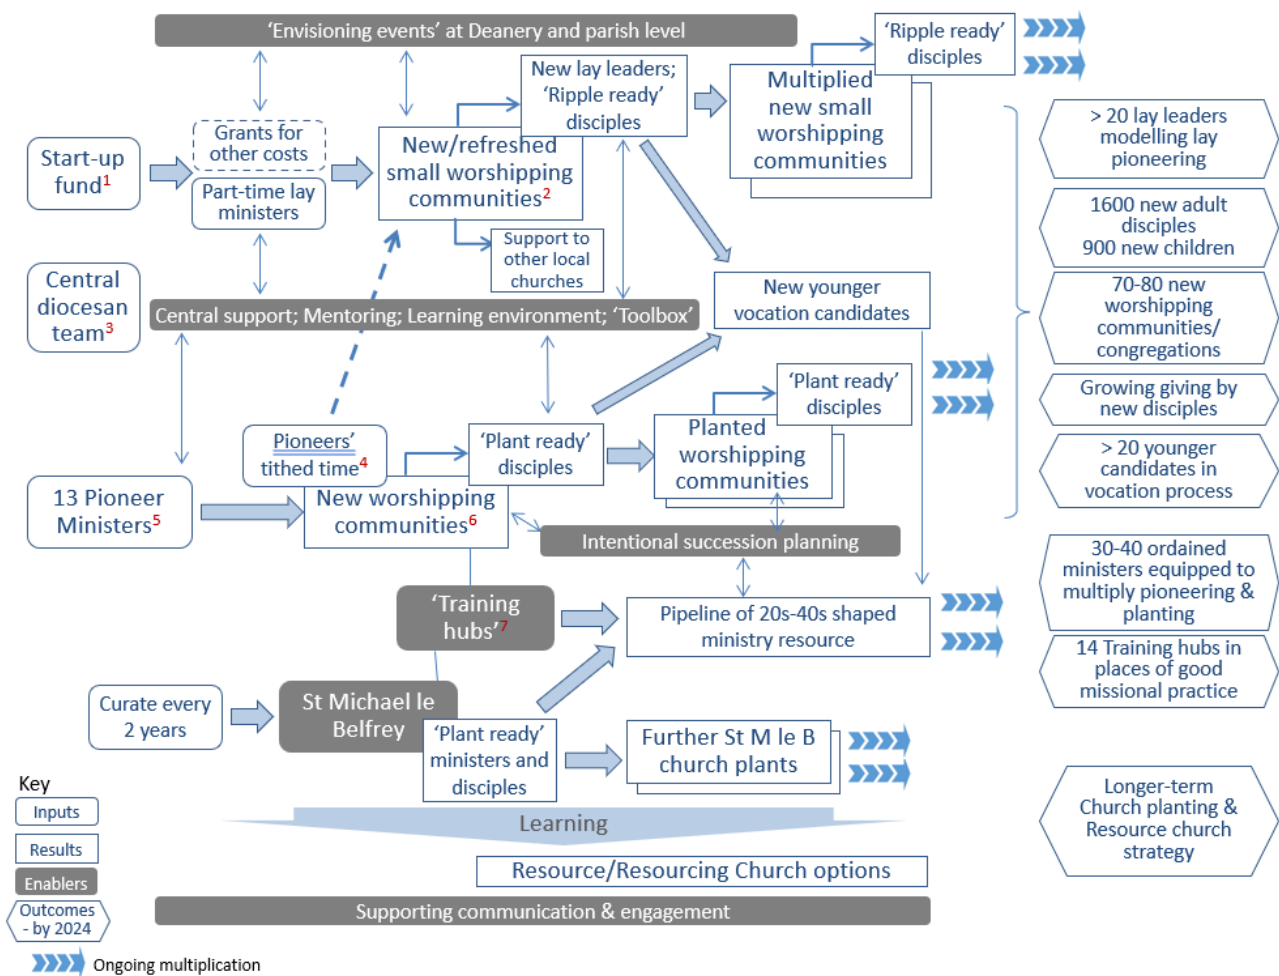 ‘Envisioning events’ at Deanery and parish level
‘Ripple ready’
disciples
New lay leaders;
‘Ripple ready’
disciples
Multiplied
new small
worshipping
communities
Grants for
other costs
Start-up
fund1
Part-time lay
ministers
New/refreshed
small worshipping
communities2
Support to
other local
churches
Central
diocesan
team3
Central support; Mentoring; Learning environment; ‘Toolbox’
New younger
vocation candidates
‘Plant ready’
disciples
Pioneers’
tithed time4
‘Plant ready’
disciples
Planted
worshipping
communities
13 Pioneer
Ministers5
New worshipping
communities6
Intentional succession planning
‘Training
hubs’7
Pipeline of 20s-40s shaped
ministry resource
Curate every
2 years
St Michael le
Belfrey
‘Plant ready’
ministers and
disciples
Further St M le B
church plants
Learning
Resource/Resourcing Church options
Supporting communication & engagement
> 20 lay leaders
modelling lay
pioneering
1600 new adult
disciples
900 new children
70-80 new
worshipping
communities/
congregations
Growing giving by
new disciples
> 20 younger
candidates in
vocation process
30-40 ordained
ministers equipped to
multiply pioneering &
planting
14 Training hubs in
places of good
missional practice
Longer-term
Church planting &
Resource church
strategy
Key
Inputs
Results
Enablers
Outcomes
- by 2024
Ongoing multiplication